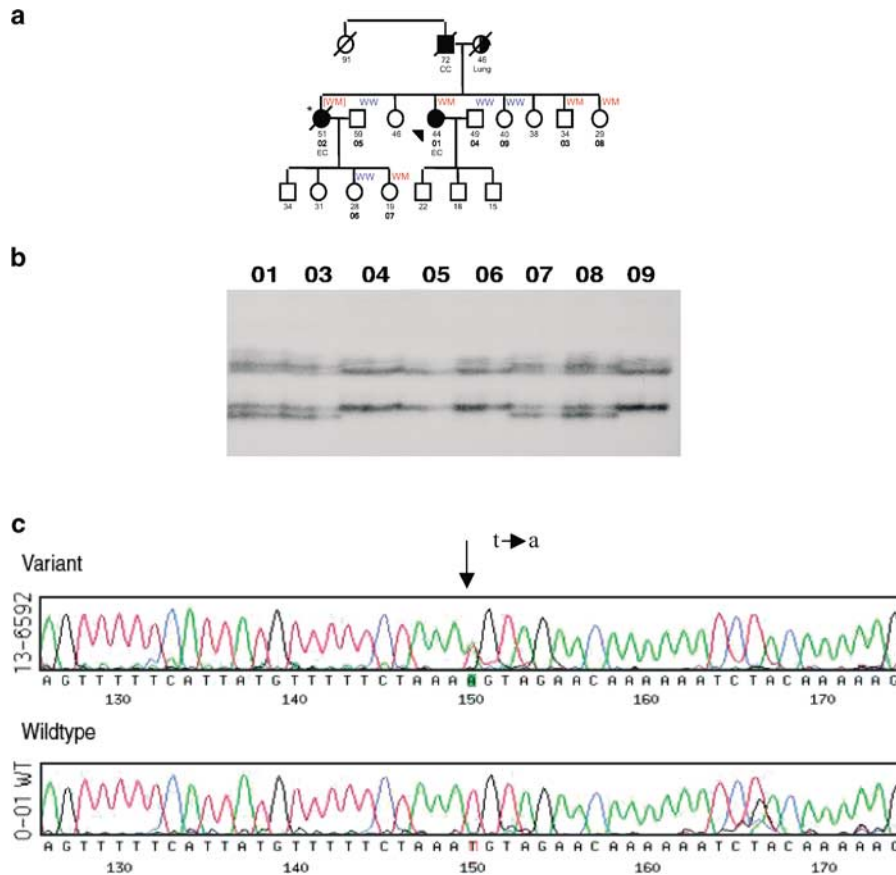 a
91
72
46
CC
Lung
* [WM] WW WM WW WW WM WM
51 59 46 44 49 40 38 34 29
02 05 01 04 09 03 08
EC EC
WW WM
34 31 28 19 22 18 15
06 07
b
01 03 04 05 06 07 08 09
c
t→a
Variant
13-6592
AGTTTTTCATTATGTTTTTCTAAAAGTAGAACAAAAAATCTACAAAAAG
130 140 150 160 170
Wildtype
0-01 WT
AGTTTTTCATTATGTTTTTCTAAATGTAGAACAAAAAATCTACAAAAAG
130 140 150 160 170